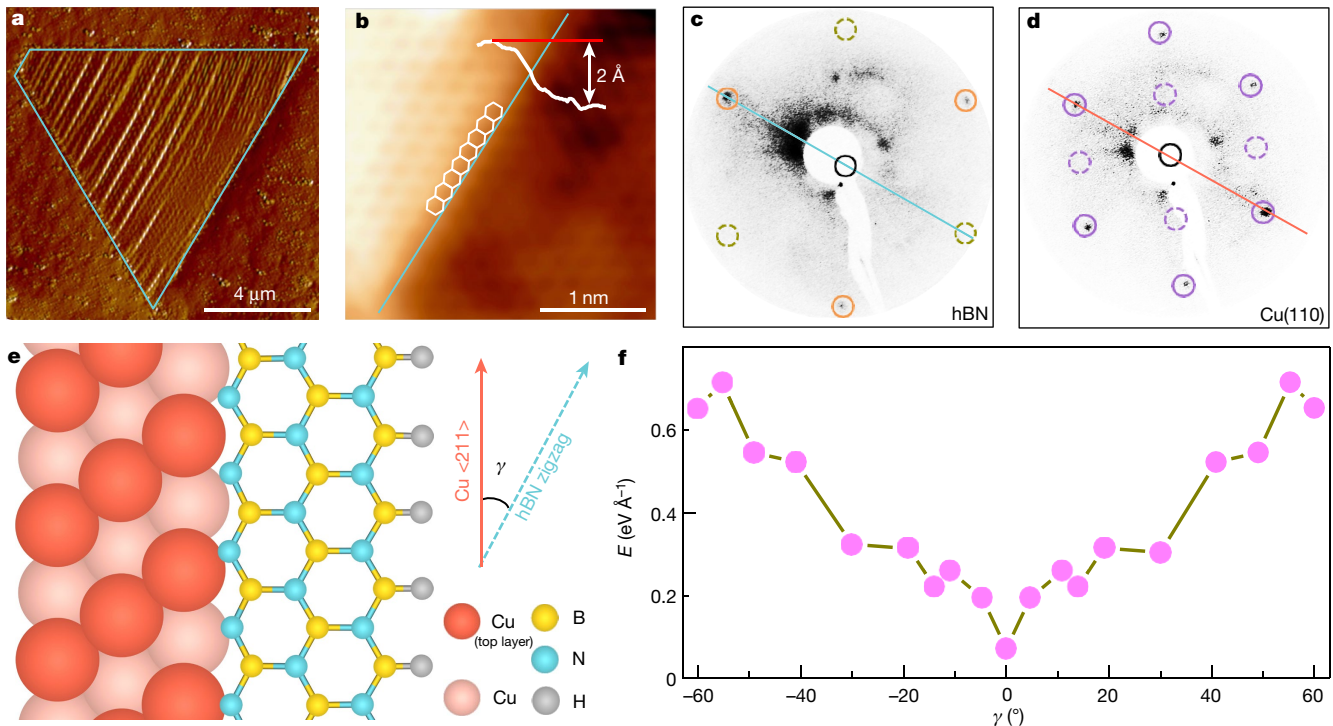 a
4 μm
b
2 Å
1 nm
c
hBN
d
Cu(110)
e
Cu <211>
γ
hBN zigzag
Cu
(top layer)
B
N
Cu
H
f
E (eV Å–1)
0.6
0.4
0.2
0
–60
–40
–20
0
20
40
60
γ (°)